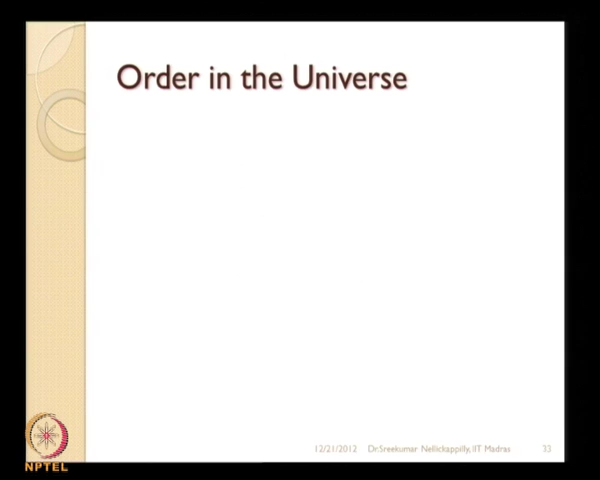 Order in the Universe
12/21/2012 Dr.Sreekumar Nellickappilly, IIT Madras 33
NPTEL